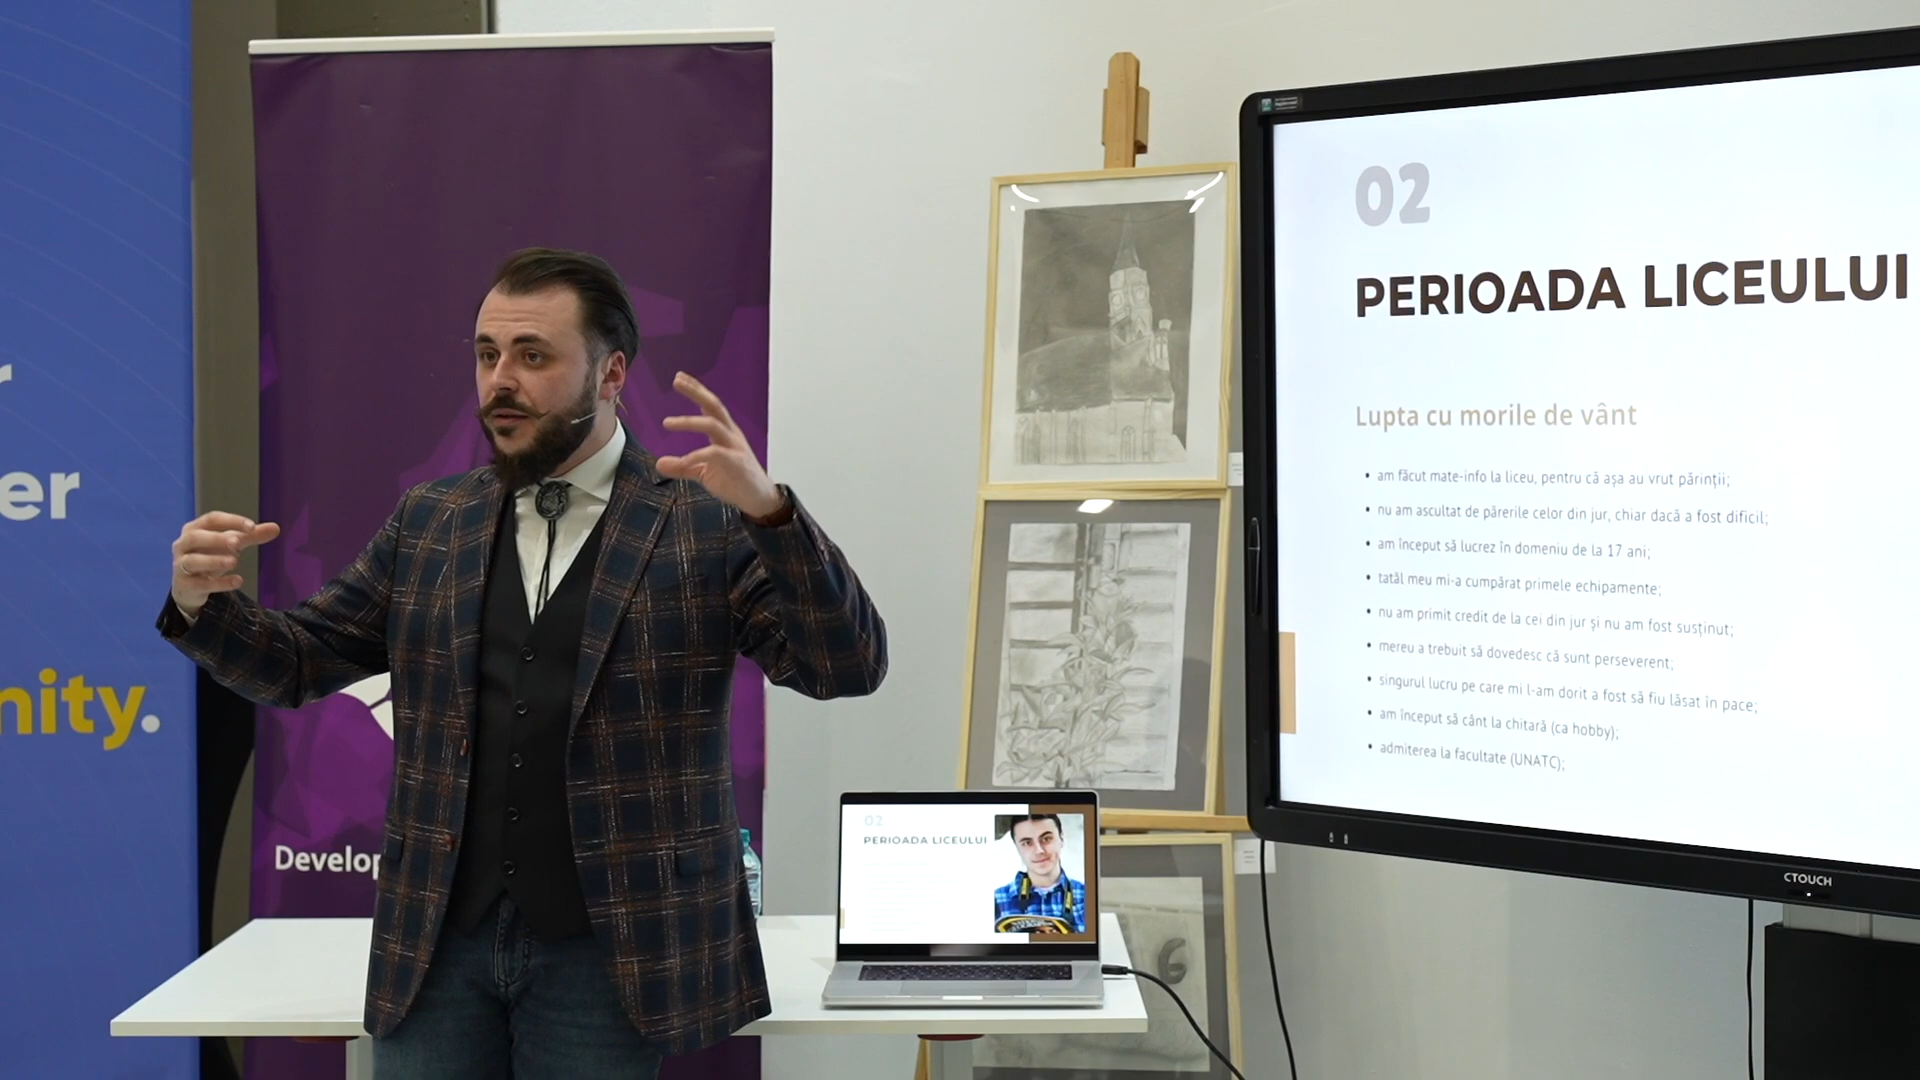 r
er
nity.
Develop
02
PERIOADA LICEULUI
Lupta cu morile de vânt
• am făcut mate-info la liceu, pentru că așa au vrut părinții;
• nu am ascultat de părerile celor din jur, chiar dacă a fost dificil;
• am început să lucrez în domeniu de la 17 ani;
• tatăl meu mi-a cumpărat primele echipamente;
• nu am primit credit de la cei din jur și nu am fost susținut;
• mereu a trebuit să dovedesc că sunt perseverent;
• singurul lucru pe care mi l-am dorit a fost să fiu lăsat în pace;
• am început să cânt la chitară (ca hobby);
• admiterea la facultate (UNATC);
CTOUCH
02
PERIOADA LICEULUI